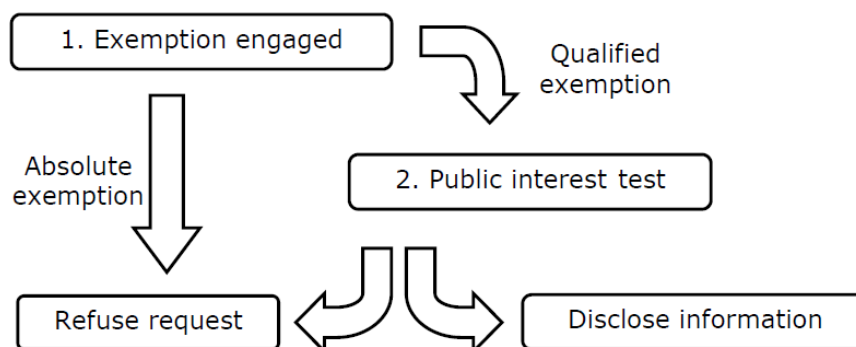 1. Exemption engaged
Qualified
exemption
Absolute
exemption
2. Public interest test
Refuse request
Disclose information